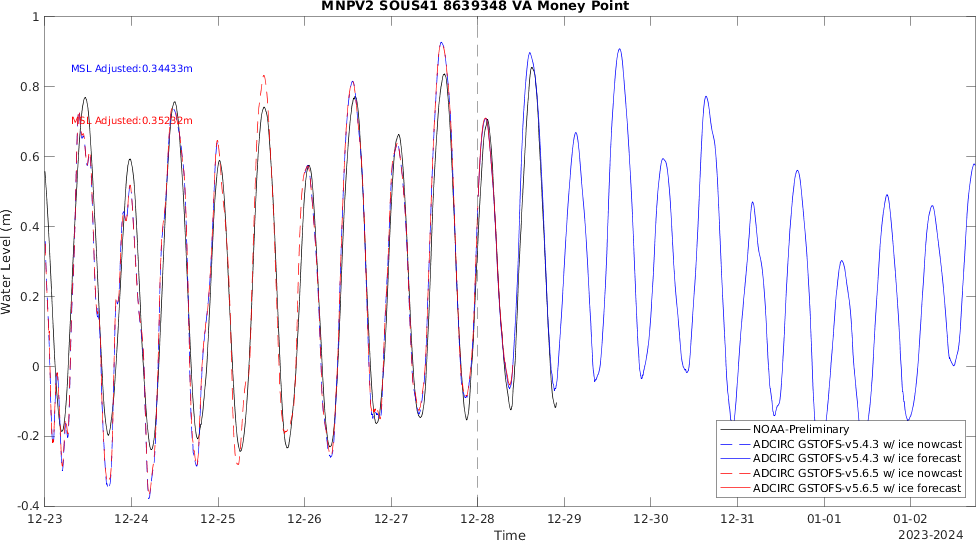 MNPV2 SOUS41 8639348 VA Money Point
1
0.8
0.6
0.4
0.2
0
-0.2
-0.4
Water Level (m)
MSL Adjusted:0.34433m
MSL Adjusted:0.35232m
NOAA-Preliminary
ADCIRC GSTOFS-v5.4.3 w/ ice nowcast
ADCIRC GSTOFS-v5.4.3 w/ ice forecast
ADCIRC GSTOFS-v5.6.5 w/ ice nowcast
ADCIRC GSTOFS-v5.6.5 w/ ice forecast
12-23 12-24 12-25 12-26 12-27 12-28 12-29 12-30 12-31 01-01 01-02
Time
2023-2024